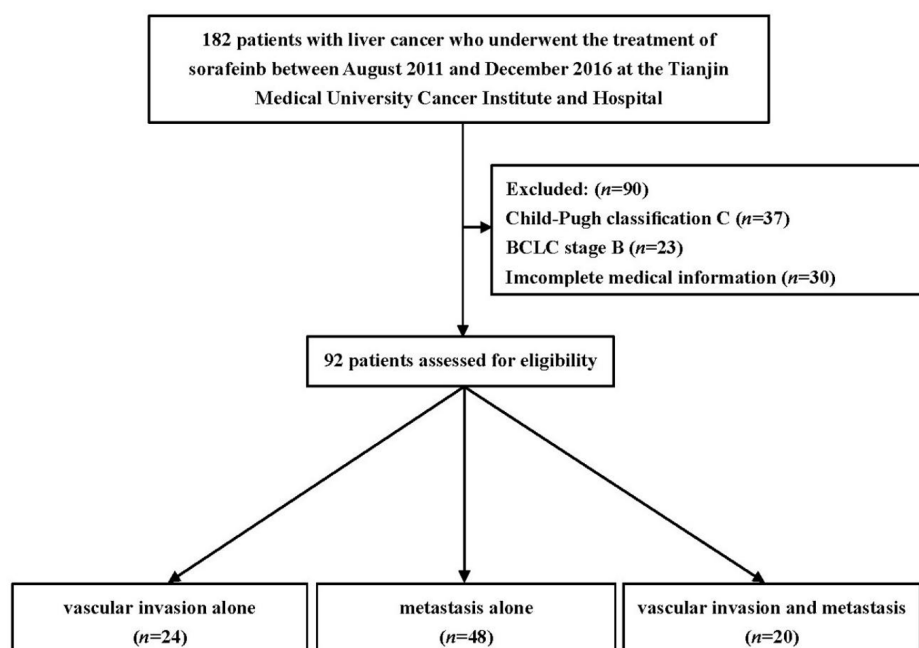 182 patients with liver cancer who underwent the treatment of
sorafeinb between August 2011 and December 2016 at the Tianjin
Medical University Cancer Institute and Hospital
Excluded: (n=90)
Child-Pugh classification C (n=37)
BCLC stage B (n=23)
Imcomplete medical information (n=30)
92 patients assessed for eligibility
vascular invasion alone
(n=24)
metastasis alone
(n=48)
vascular invasion and metastasis
(n=20)